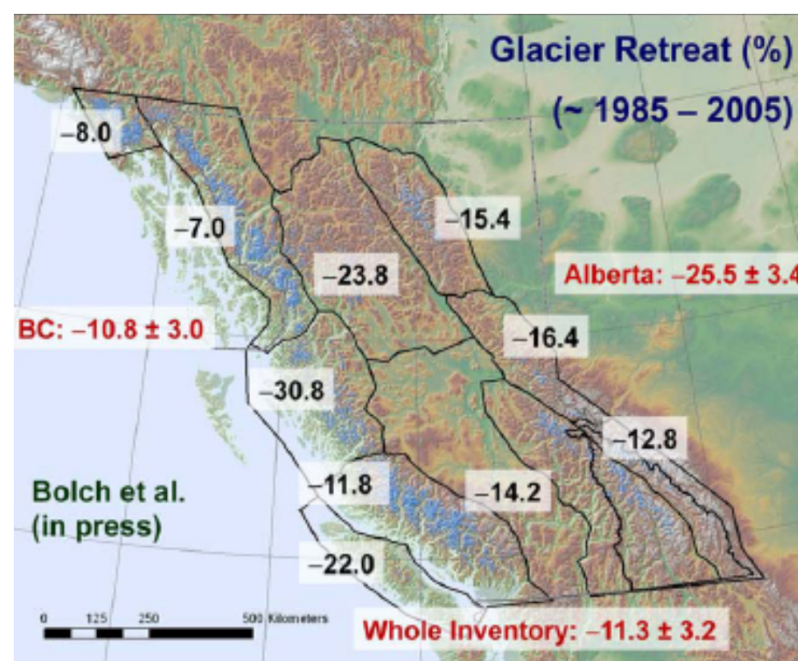 Glacier Retreat (%)
(~ 1985 – 2005)
–8.0
–7.0
–15.4
–23.8
Alberta: –25.5 ± 3.4
BC: –10.8 ± 3.0
–16.4
–30.8
–12.8
–11.8
–14.2
Bolch et al.
(in press)
–22.0
0 125 250 500 Kilometers
Whole Inventory: –11.3 ± 3.2